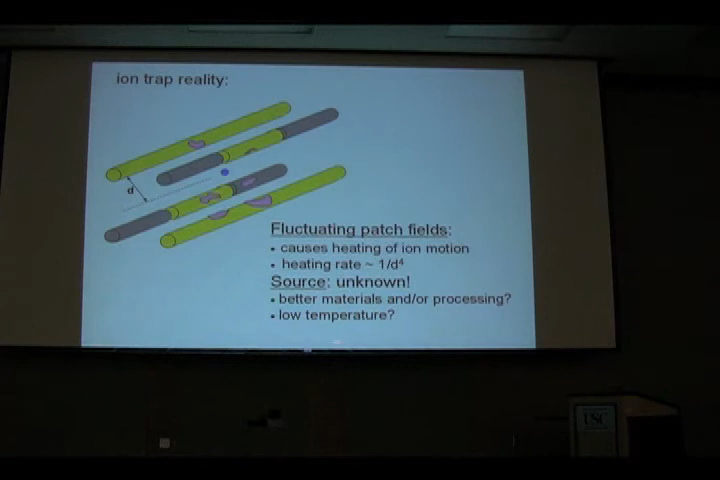 ion trap reality:
d
Fluctuating patch fields:
• causes heating of ion motion
• heating rate ~ 1/d⁴
Source: unknown!
• better materials and/or processing?
• low temperature?
USC